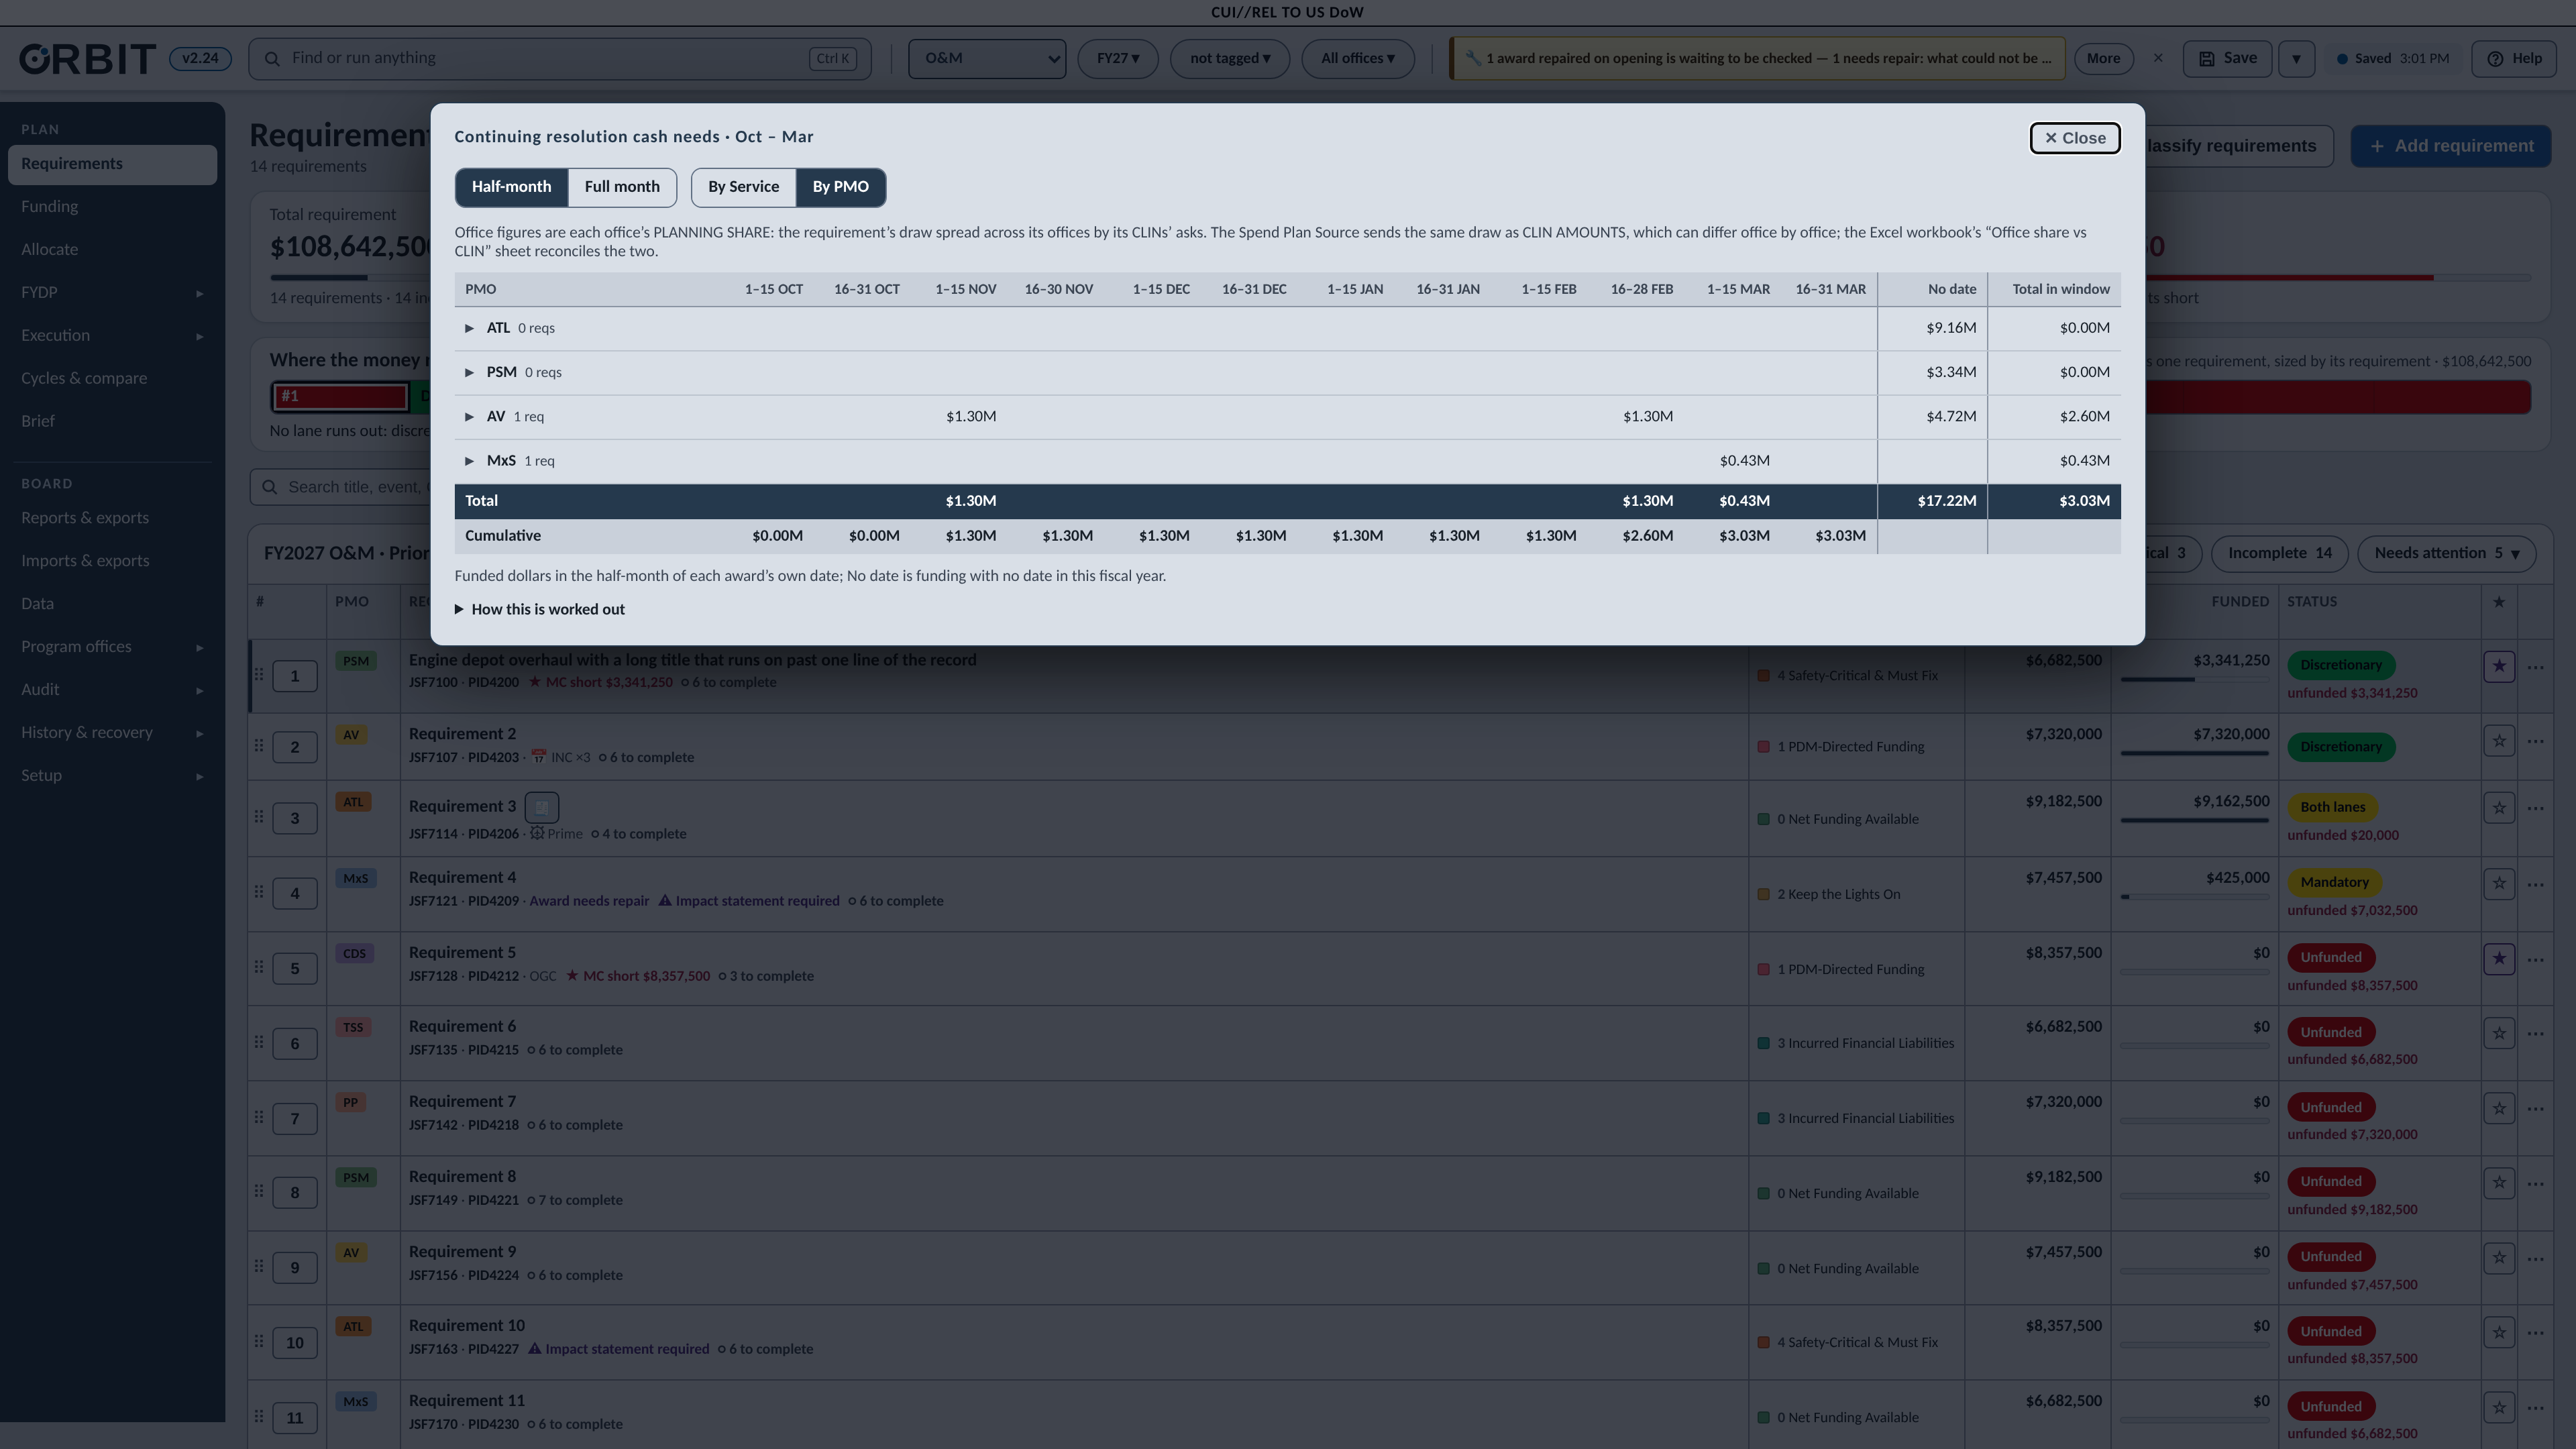 CUI//REL TO US DoW
ORBIT v2.24 Find or run anything Ctrl K O&M FY27 ▾ not tagged ▾ All offices ▾ 🔧 1 award repaired on opening is waiting to be checked — 1 needs repair: what could not be ... More × Save ▾ Saved 3:01 PM Help
PLAN
Requirements
Funding
Allocate
FYDP ▸
Execution ▸
Cycles & compare
Brief
BOARD
Reports & exports
Imports & exports
Data
Program offices ▸
Audit ▸
History & recovery ▸
Setup ▸
Requirement
14 requirements
lassify requirements + Add requirement
Total requirement
$108,642,500
14 requirements · 14 in
ts short
Where the money
s one requirement, sized by its requirement · $108,642,500
#1
No lane runs out: discre
Search title, event,
Continuing resolution cash needs · Oct – Mar
✕ Close
Half-month Full month By Service By PMO
Office figures are each office’s PLANNING SHARE: the requirement’s draw spread across its offices by its CLINs’ asks. The Spend Plan Source sends the same draw as CLIN AMOUNTS, which can differ office by office; the Excel workbook’s “Office share vs
CLIN” sheet reconciles the two.
PMO 1–15 OCT 16–31 OCT 1–15 NOV 16–30 NOV 1–15 DEC 16–31 DEC 1–15 JAN 16–31 JAN 1–15 FEB 16–28 FEB 1–15 MAR 16–31 MAR No date Total in window
▶ ATL 0 reqs $9.16M $0.00M
▶ PSM 0 reqs $3.34M $0.00M
▶ AV 1 req $1.30M $1.30M $4.72M $2.60M
▶ MxS 1 req $0.43M $0.43M
Total $1.30M $1.30M $0.43M $17.22M $3.03M
Cumulative $0.00M $0.00M $1.30M $1.30M $1.30M $1.30M $1.30M $1.30M $1.30M $2.60M $3.03M $3.03M
Funded dollars in the half-month of each award’s own date; No date is funding with no date in this fiscal year.
▶ How this is worked out
FY2027 O&M · Prior
ical 3 Incomplete 14 Needs attention 5 ▾
# PMO FUNDED STATUS ★
1 PSM Engine depot overhaul with a long title that runs on past one line of the record $6,682,500 $3,341,250 Discretionary ★ ...
JSF7100 · PID4200 ★ MC short $3,341,250 6 to complete 4 Safety-Critical & Must Fix unfunded $3,341,250
2 AV Requirement 2 $7,320,000 $7,320,000 Discretionary ☆ ...
JSF7107 · PID4203 · 📅 INC ×3 6 to complete 1 PDM-Directed Funding
3 ATL Requirement 3 $9,182,500 $9,162,500 Both lanes ☆ ...
JSF7114 · PID4206 · Prime 4 to complete 0 Net Funding Available unfunded $20,000
4 MxS Requirement 4 $7,457,500 $425,000 Mandatory ☆ ...
JSF7121 · PID4209 · Award needs repair ⚠ Impact statement required 6 to complete 2 Keep the Lights On unfunded $7,032,500
5 CDS Requirement 5 $8,357,500 $0 Unfunded ★ ...
JSF7128 · PID4212 · OGC ★ MC short $8,357,500 3 to complete 1 PDM-Directed Funding unfunded $8,357,500
6 TSS Requirement 6 $6,682,500 $0 Unfunded ☆ ...
JSF7135 · PID4215 6 to complete 3 Incurred Financial Liabilities unfunded $6,682,500
7 PP Requirement 7 $7,320,000 $0 Unfunded ☆ ...
JSF7142 · PID4218 6 to complete 3 Incurred Financial Liabilities unfunded $7,320,000
8 PSM Requirement 8 $9,182,500 $0 Unfunded ☆ ...
JSF7149 · PID4221 7 to complete 0 Net Funding Available unfunded $9,182,500
9 AV Requirement 9 $7,457,500 $0 Unfunded ☆ ...
JSF7156 · PID4224 6 to complete 0 Net Funding Available unfunded $7,457,500
10 ATL Requirement 10 $8,357,500 $0 Unfunded ☆ ...
JSF7163 · PID4227 ⚠ Impact statement required 6 to complete 4 Safety-Critical & Must Fix unfunded $8,357,500
11 MxS Requirement 11 $6,682,500 $0 Unfunded ☆ ...
JSF7170 · PID4230 6 to complete 0 Net Funding Available unfunded $6,682,500